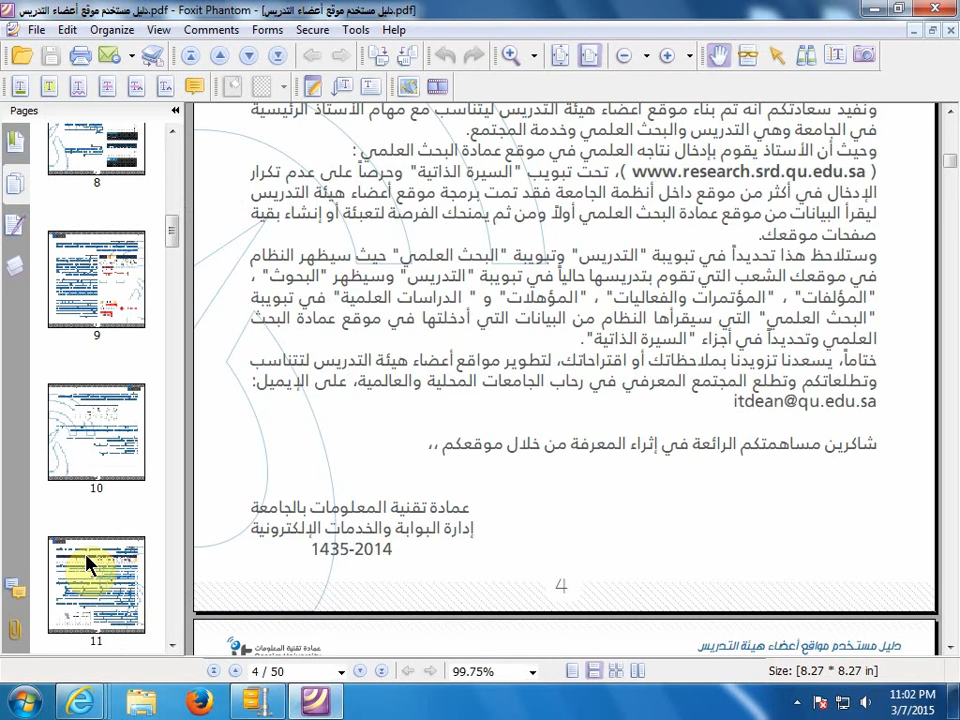 دليل مستخدم موقع أعضاء التدريس.pdf - Foxit Phantom - [دليل مستخدم موقع أعضاء التدريس.pdf]
File Edit Organize View Comments Forms Secure Tools Help
Pages
8
9
10
11
ونفيد سعادتكم أنه تم بناء موقع أعضاء هيئة التدريس ليتناسب مع مهام الأستاذ الرئيسية
في الجامعة وهي التدريس والبحث العلمي وخدمة المجتمع.
وحيث أن الأستاذ يقوم بإدخال نتاجه العلمي في موقع عمادة البحث العلمي :
( www.research.srd.qu.edu.sa )، تحت تبويب "السيرة الذاتية" وحرصاً على عدم تكرار
الإدخال في أكثر من موقع داخل أنظمة الجامعة فقد تمت برمجة موقع أعضاء هيئة التدريس
ليقرأ البيانات من موقع عمادة البحث العلمي أولاً ومن ثم يمنحك الفرصة لتعبئة أو إنشاء بقية
صفحات موقعك.
وستلاحظ هذا تحديداً في تبويبة "التدريس" وتبويبة "البحث العلمي" حيث سيظهر النظام
في موقعك الشعب التي تقوم بتدريسها حالياً في تبويبة "التدريس" وسيظهر "البحوث" ،
"المؤلفات" ، "المؤتمرات والفعاليات" ، "المؤهلات" و " الدراسات العلمية" في تبويبة
"البحث العلمي" التي سيقرأها النظام من البيانات التي أدخلتها في موقع عمادة البحث
العلمي وتحديداً في أجزاء "السيرة الذاتية".
ختاماً، يسعدنا تزويدنا بملاحظاتك أو اقتراحاتك، لتطوير مواقع أعضاء هيئة التدريس لتتناسب
وتطلعاتكم وتطلع المجتمع المعرفي في رحاب الجامعات المحلية والعالمية، على الإيميل:
itdean@qu.edu.sa
شاكرين مساهمتكم الرائعة في إثراء المعرفة من خلال موقعكم ،،
عمادة تقنية المعلومات بالجامعة
إدارة البوابة والخدمات الإلكترونية
1435-2014
4
دليل مستخدم مواقع أعضاء هيئة التدريس
عمادة تقنية المعلومات
4 / 50
99.75%
Size: [8.27 * 8.27 in]
11:02 PM
3/7/2015